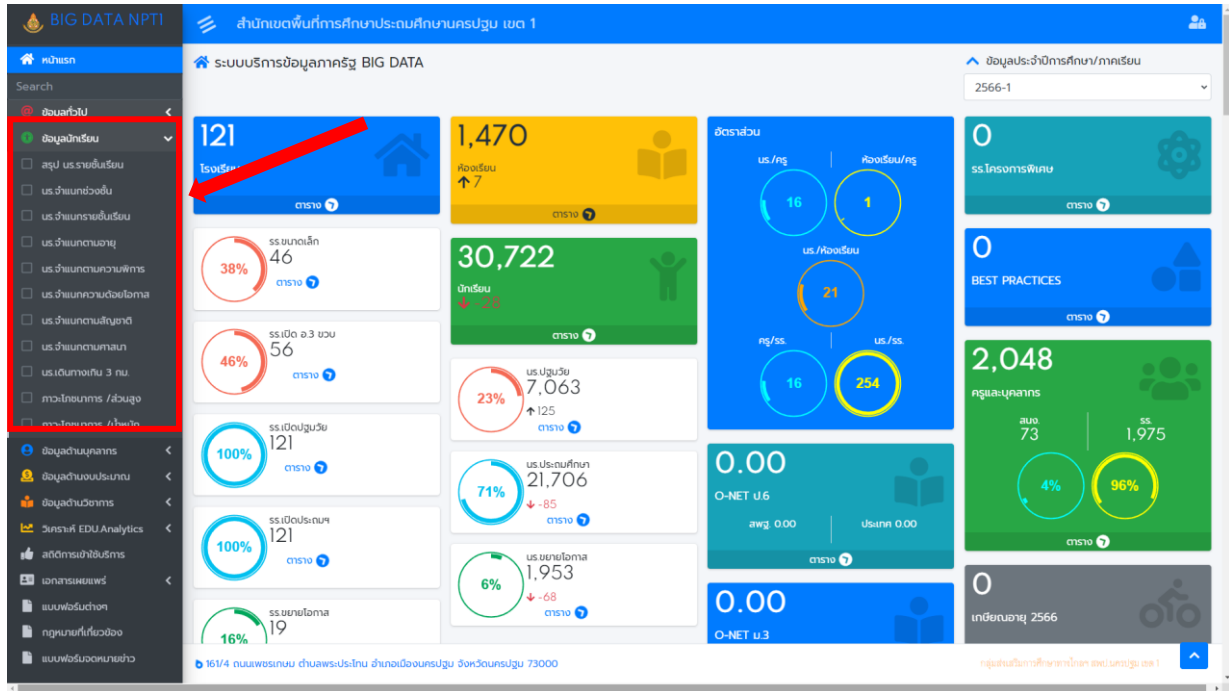 BIG DATA NPT1
สำนักเขตพื้นที่การศึกษาประถมศึกษานครปฐม เขต 1
หน้าแรก
Search
ข้อมูลทั่วไป
ข้อมูลนักเรียน
สรุป นร.รายชั้นเรียน
นร.จำแนกช่วงชั้น
นร.จำแนกรายชั้นเรียน
นร.จำแนกตามอายุ
นร.จำแนกตามความพิการ
นร.จำแนกความด้อยโอกาส
นร.จำแนกตามสัญชาติ
นร.จำแนกตามศาสนา
นร.เดินทางเกิน 3 กม.
ภาวะโภชนาการ /ส่วนสูง
ภาวะโภชนาการ /น้ำหนัก
ข้อมูลด้านบุคลากร
ข้อมูลด้านงบประมาณ
ข้อมูลด้านวิชาการ
วิเคราะห์ EDU.Analytics
สถิติการเข้าใช้บริการ
เอกสารเผยแพร่
แบบฟอร์มต่างๆ
กฎหมายที่เกี่ยวข้อง
แบบฟอร์มจดหมายข่าว
ระบบบริการข้อมูลภาครัฐ BIG DATA
ข้อมูลประจำปีการศึกษา/ภาคเรียน
2566-1
121
ตาราง
38%
รร.ขนาดเล็ก
46
ตาราง
46%
รร.เปิด อ.3 ขวบ
56
ตาราง
100%
รร.เปิดปฐมวัย
121
ตาราง
100%
รร.เปิดประถมฯ
121
ตาราง
16%
รร.ขยายโอกาส
19
1,470
ห้องเรียน
7
ตาราง
30,722
นักเรียน
-28
ตาราง
23%
นร.ปฐมวัย
7,063
125
ตาราง
71%
นร.ประถมศึกษา
21,706
-85
ตาราง
6%
นร.ขยายโอกาส
1,953
-68
ตาราง
อัตราส่วน
นร./ครู
ห้องเรียน/ครู
16
1
นร./ห้องเรียน
21
ครู/รร.
นร./รร.
16
254
0.00
O-NET ป.6
สพฐ. 0.00
ประเทศ 0.00
ตาราง
0.00
O-NET ม.3
0
รร.โครงการพิเศษ
ตาราง
0
BEST PRACTICES
ตาราง
2,048
ครูและบุคลากร
สนง.
73
รร.
1,975
4%
96%
ตาราง
0
เกษียณอายุ 2566
161/4 ถนนเพชรเกษม ตำบลพระประโทน อำเภอเมืองนครปฐม จังหวัดนครปฐม 73000